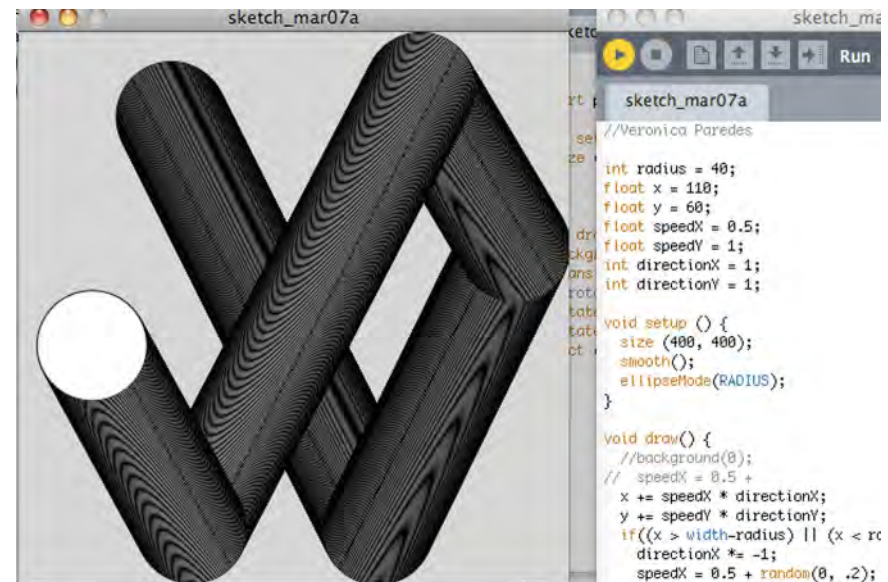 sketch_mar07a
sketch_ma
Run
sketch_mar07a
//Veronica Paredes
int radius = 40;
float x = 110;
float y = 60;
float speedX = 0.5;
float speedY = 1;
int directionX = 1;
int directionY = 1;
void setup () {
size (400, 400);
smooth();
ellipseMode(RADIUS);
}
void draw() {
//background(0);
// speedX = 0.5 +
x += speedX * directionX;
y += speedY * directionY;
if((x > width-radius) || (x < ra
directionX *= -1;
speedX = 0.5 + random(0, .2);